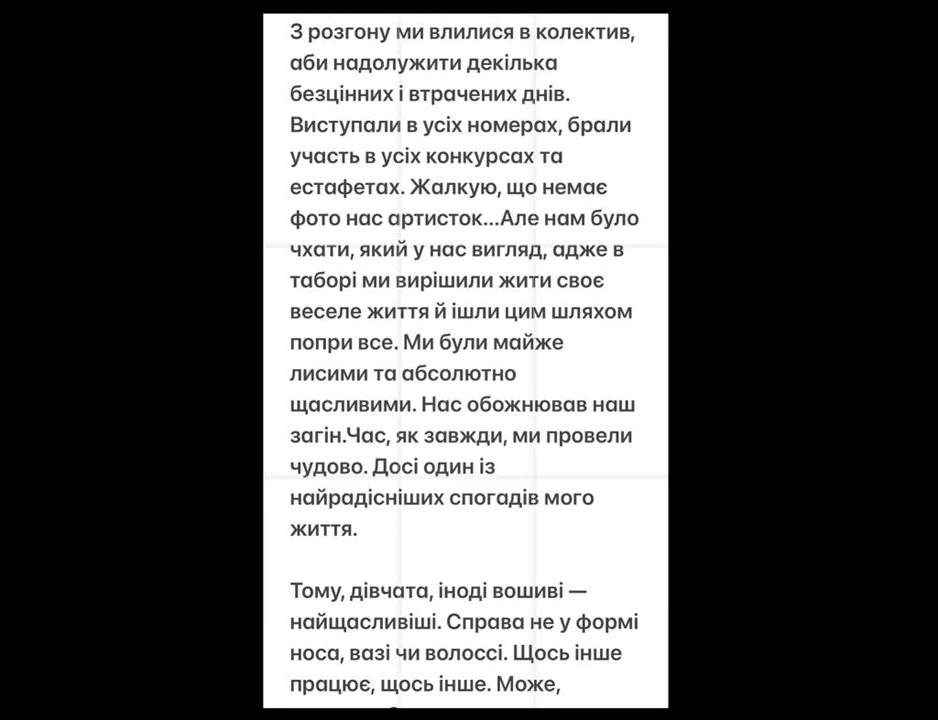 З розгону ми влилися в колектив,
аби надолужити декілька
безцінних і втрачених днів.
Виступали в усіх номерах, брали
участь в усіх конкурсах та
естафетах. Жалкую, що немає
фото нас артисток...Але нам було
чхати, який у нас вигляд, адже в
таборі ми вирішили жити своє
веселе життя й ішли цим шляхом
попри все. Ми були майже
лисими та абсолютно
щасливими. Нас обожнював наш
загін.Час, як завжди, ми провели
чудово. Досі один із
найрадісніших спогадів мого
життя.
Тому, дівчата, іноді вошиві —
найщасливіші. Справа не у формі
носа, вазі чи волоссі. Щось інше
працює, щось інше. Може,